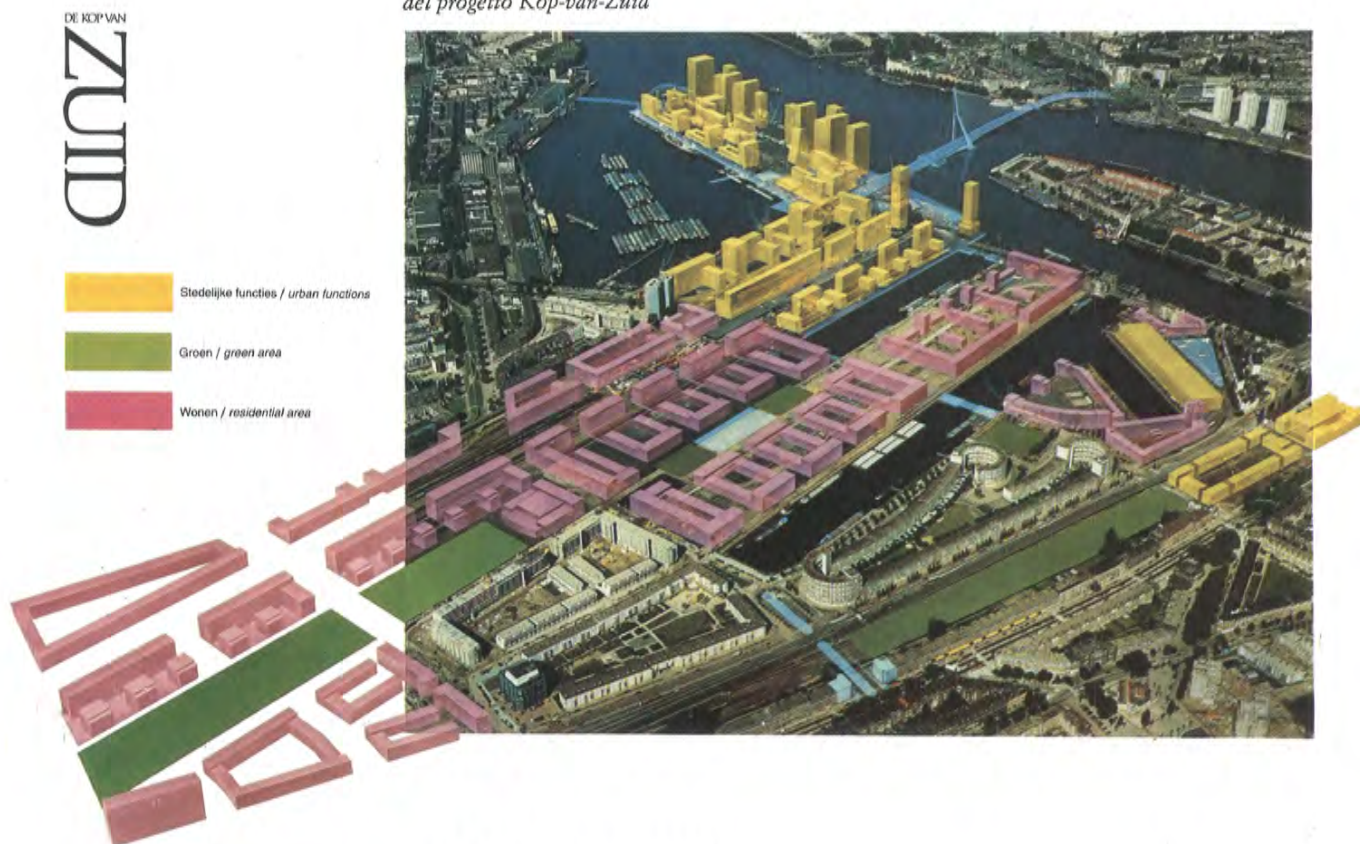 del progetto Kop-van-Zuid
DE KOP VAN
ZUID
Stedelijke functies / urban functions
Groen / green area
Wonen / residential area